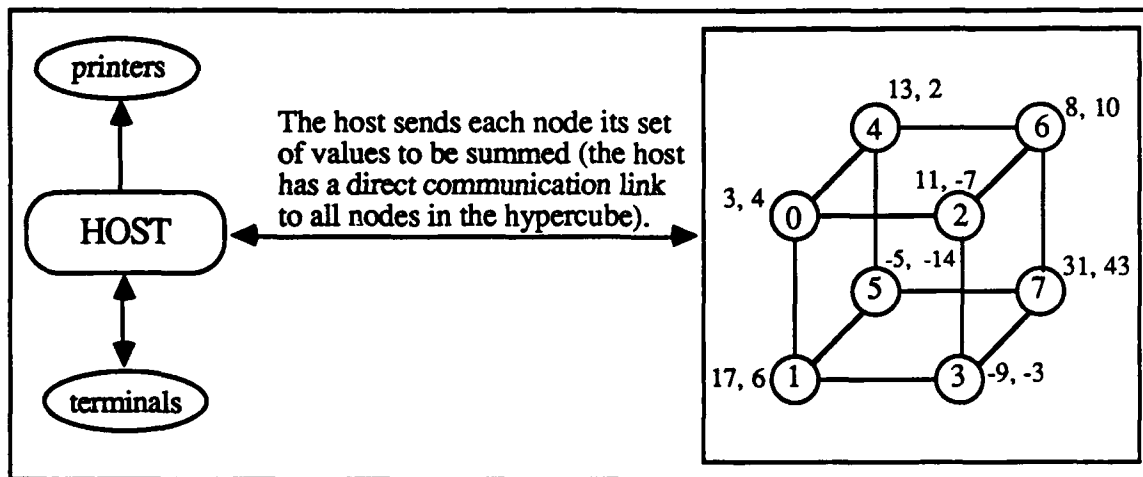 printers
HOST
terminals
The host sends each node its set
of values to be summed (the host
has a direct communication link
to all nodes in the hypercube).
13, 2
4
6
8, 10
3, 4
0
11, -7
2
-5, -14
5
7
31, 43
17, 6
1
3
-9, -3